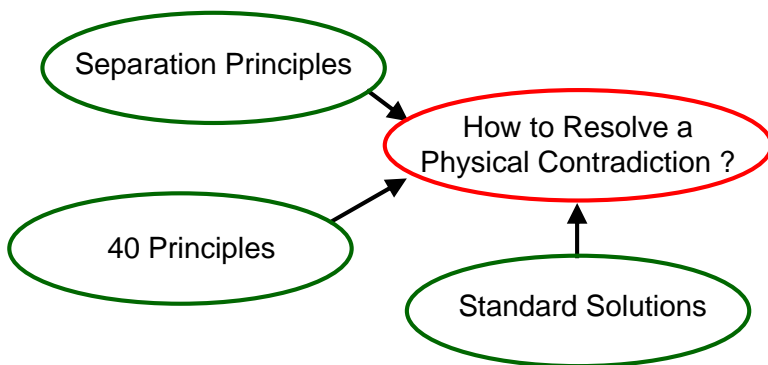 Separation Principles
How to Resolve a
Physical Contradiction ?
40 Principles
Standard Solutions